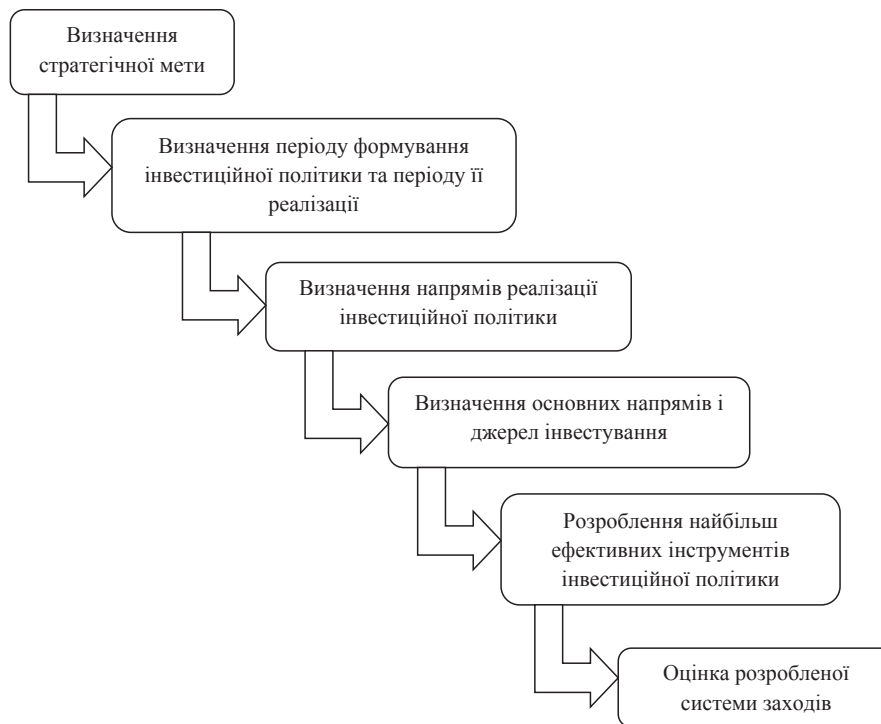 Визначення
стратегічної мети
Визначення періоду формування
інвестиційної політики та періоду її
реалізації
Визначення напрямів реалізації
інвестиційної політики
Визначення основних напрямів і
джерел інвестування
Розроблення найбільш
ефективних інструментів
інвестиційної політики
Оцінка розробленої
системи заходів